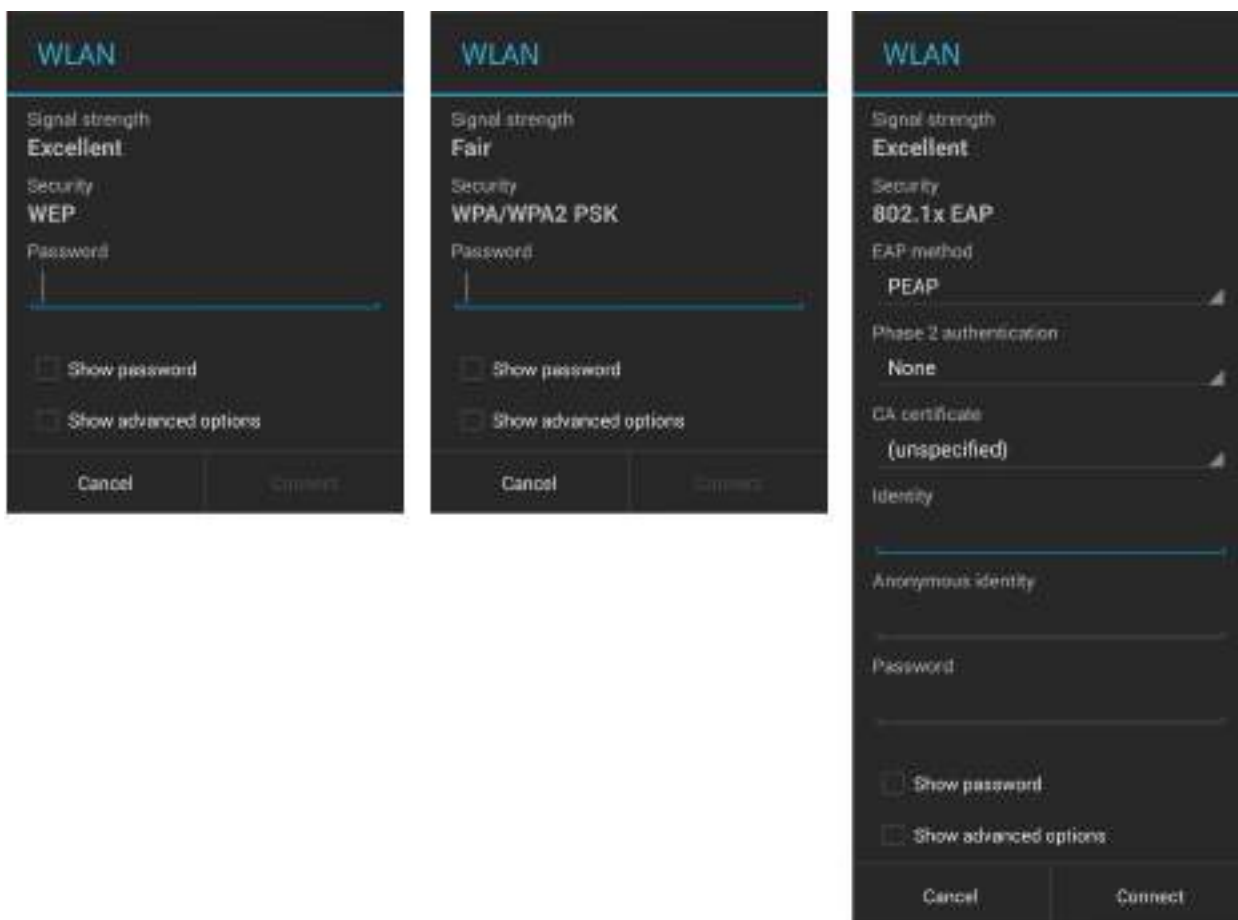 WLAN
Signal strength
Excellent
Security
WEP
Password
Show password
Show advanced options
Cancel
Connect
WLAN
Signal strength
Fair
Security
WPA/WPA2 PSK
Password
Show password
Show advanced options
Cancel
Connect
WLAN
Signal strength
Excellent
Security
802.1x EAP
EAP method
PEAP
Phase 2 authentication
None
CA certificate
(unspecified)
Identity
Anonymous identity
Password
Show password
Show advanced options
Cancel
Connect